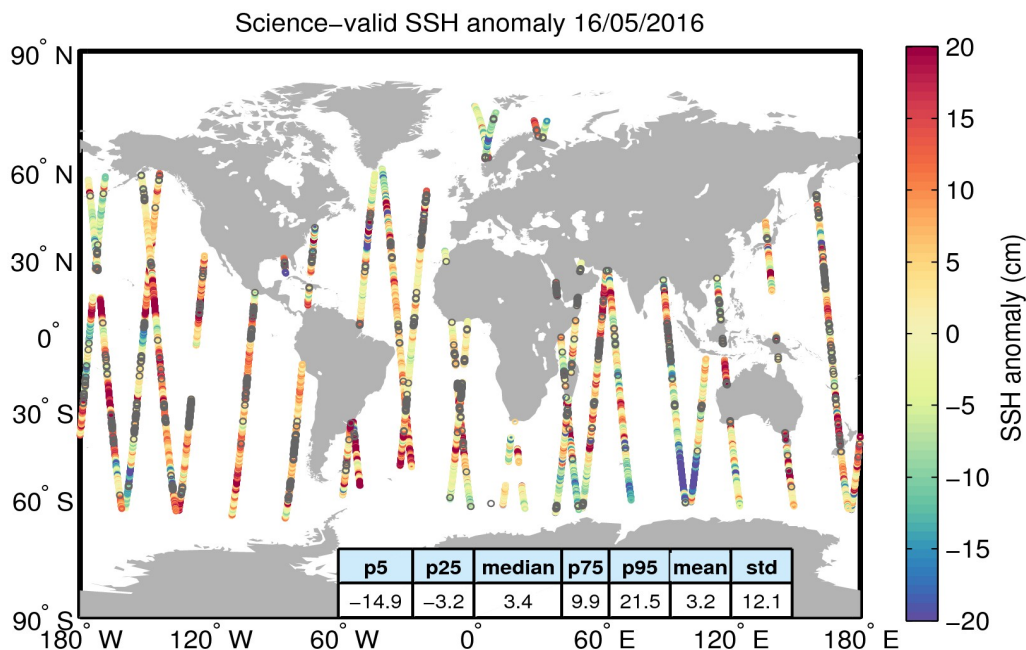 Science−valid SSH anomaly 16/05/2016
90° N
60° N
30° N
0°
30° S
60° S
90° S
180° W
120° W
60° W
0°
60° E
120° E
180° E
p5 p25 median p75 p95 mean std
−14.9 −3.2 3.4 9.9 21.5 3.2 12.1
20
15
10
5
0
−5
−10
−15
−20
SSH anomaly (cm)